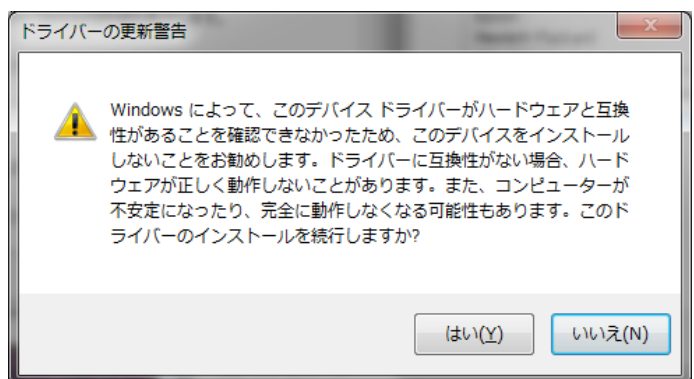 ドライバーの更新警告
Windows によって、このデバイス ドライバーがハードウェアと互換
性があることを確認できなかったため、このデバイスをインストール
しないことをお勧めします。ドライバーに互換性がない場合、ハード
ウェアが正しく動作しないことがあります。また、コンピューターが
不安定になったり、完全に動作しなくなる可能性もあります。このド
ライバーのインストールを続行しますか?
はい(Y) いいえ(N)